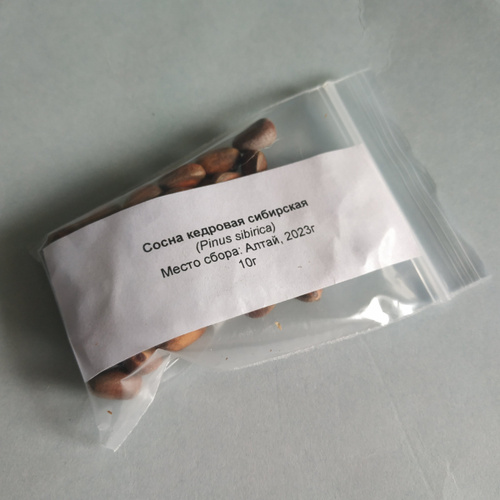 Сосна кедровая сибирская
(Pinus sibirica)
Место сбора: Алтай, 2023г
10г